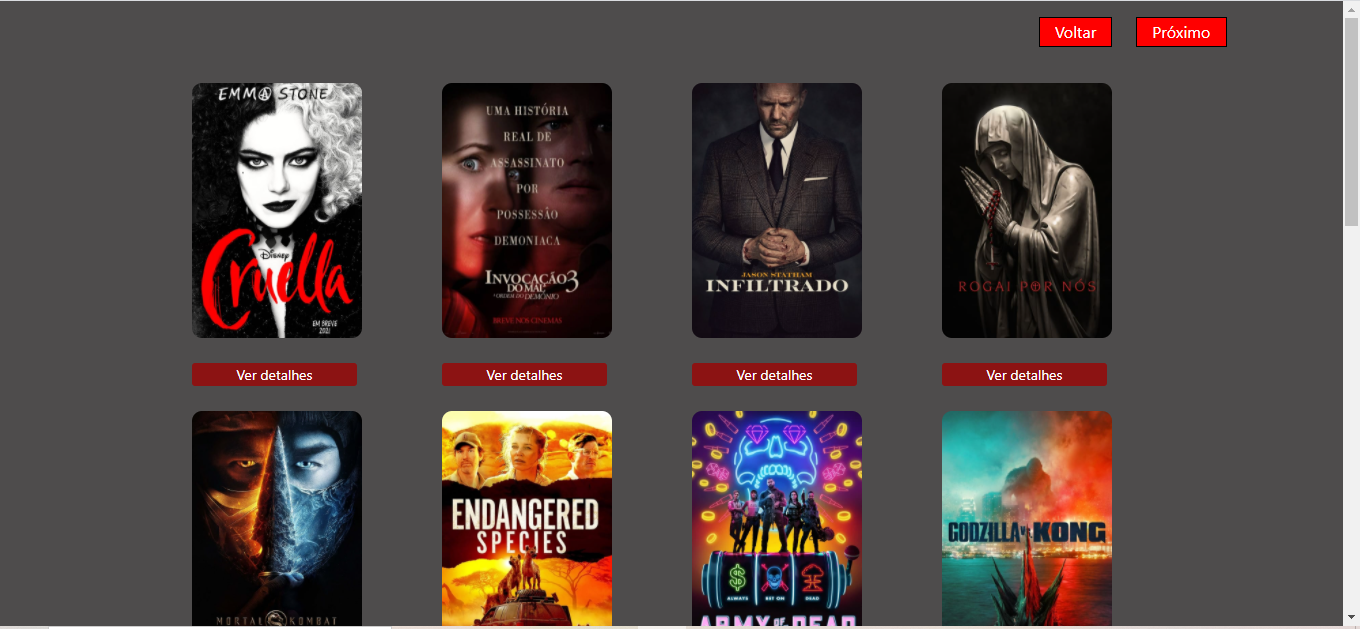 Voltar
Próximo
EMMA STONE
Disney
Cruella
EM BREVE
2021
UMA HISTÓRIA
REAL DE
ASSASSINATO
POR
POSSESSÃO
DEMONIACA
INVOCAÇÃO 3
DO MAL
A ORDEM DO DEMÔNIO
BREVE NOS CINEMAS
JASON STATHAM
INFILTRADO
ROGAI POR NÓS
Ver detalhes
Ver detalhes
Ver detalhes
Ver detalhes
MORTAL KOMBAT
ENDANGERED
SPECIES
ALWAYS
BET ON
DEAD
ARMY OF THE DEAD
GODZILLA vs. KONG